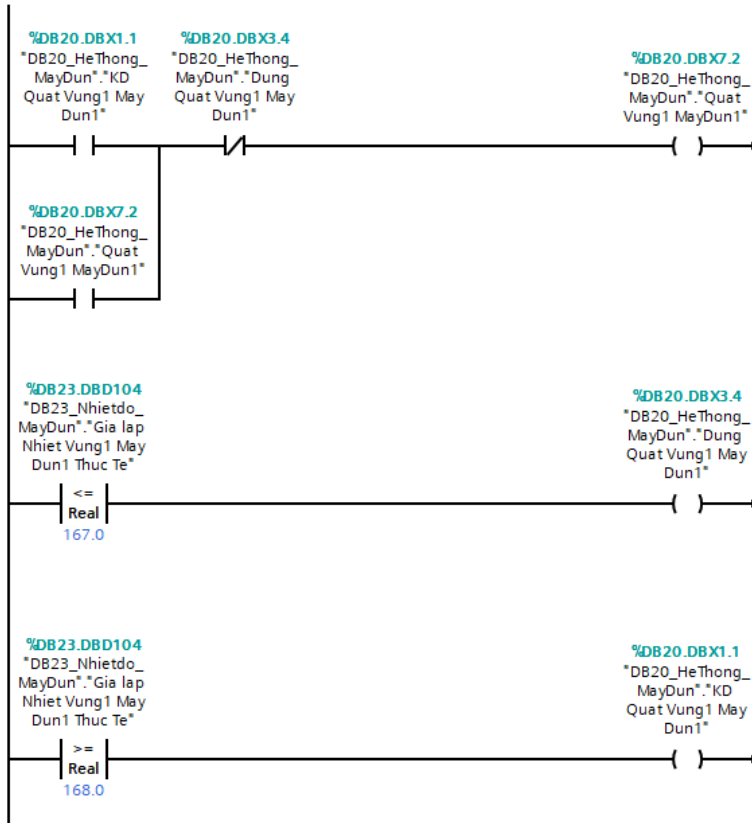 %DB20.DBX1.1
"DB20_HeThong_
MayDun"."KD
Quat Vung1 May
Dun1"
%DB20.DBX3.4
"DB20_HeThong_
MayDun"."Dung
Quat Vung1 May
Dun1"
%DB20.DBX7.2
"DB20_HeThong_
MayDun"."Quat
Vung1 MayDun1"
%DB20.DBX7.2
"DB20_HeThong_
MayDun"."Quat
Vung1 MayDun1"
%DB23.DBD104
"DB23_Nhietdo_
MayDun"."Gia lap
Nhiet Vung1 May
Dun1 Thuc Te"
<=
Real
167.0
%DB20.DBX3.4
"DB20_HeThong_
MayDun"."Dung
Quat Vung1 May
Dun1"
%DB23.DBD104
"DB23_Nhietdo_
MayDun"."Gia lap
Nhiet Vung1 May
Dun1 Thuc Te"
>=
Real
168.0
%DB20.DBX1.1
"DB20_HeThong_
MayDun"."KD
Quat Vung1 May
Dun1"